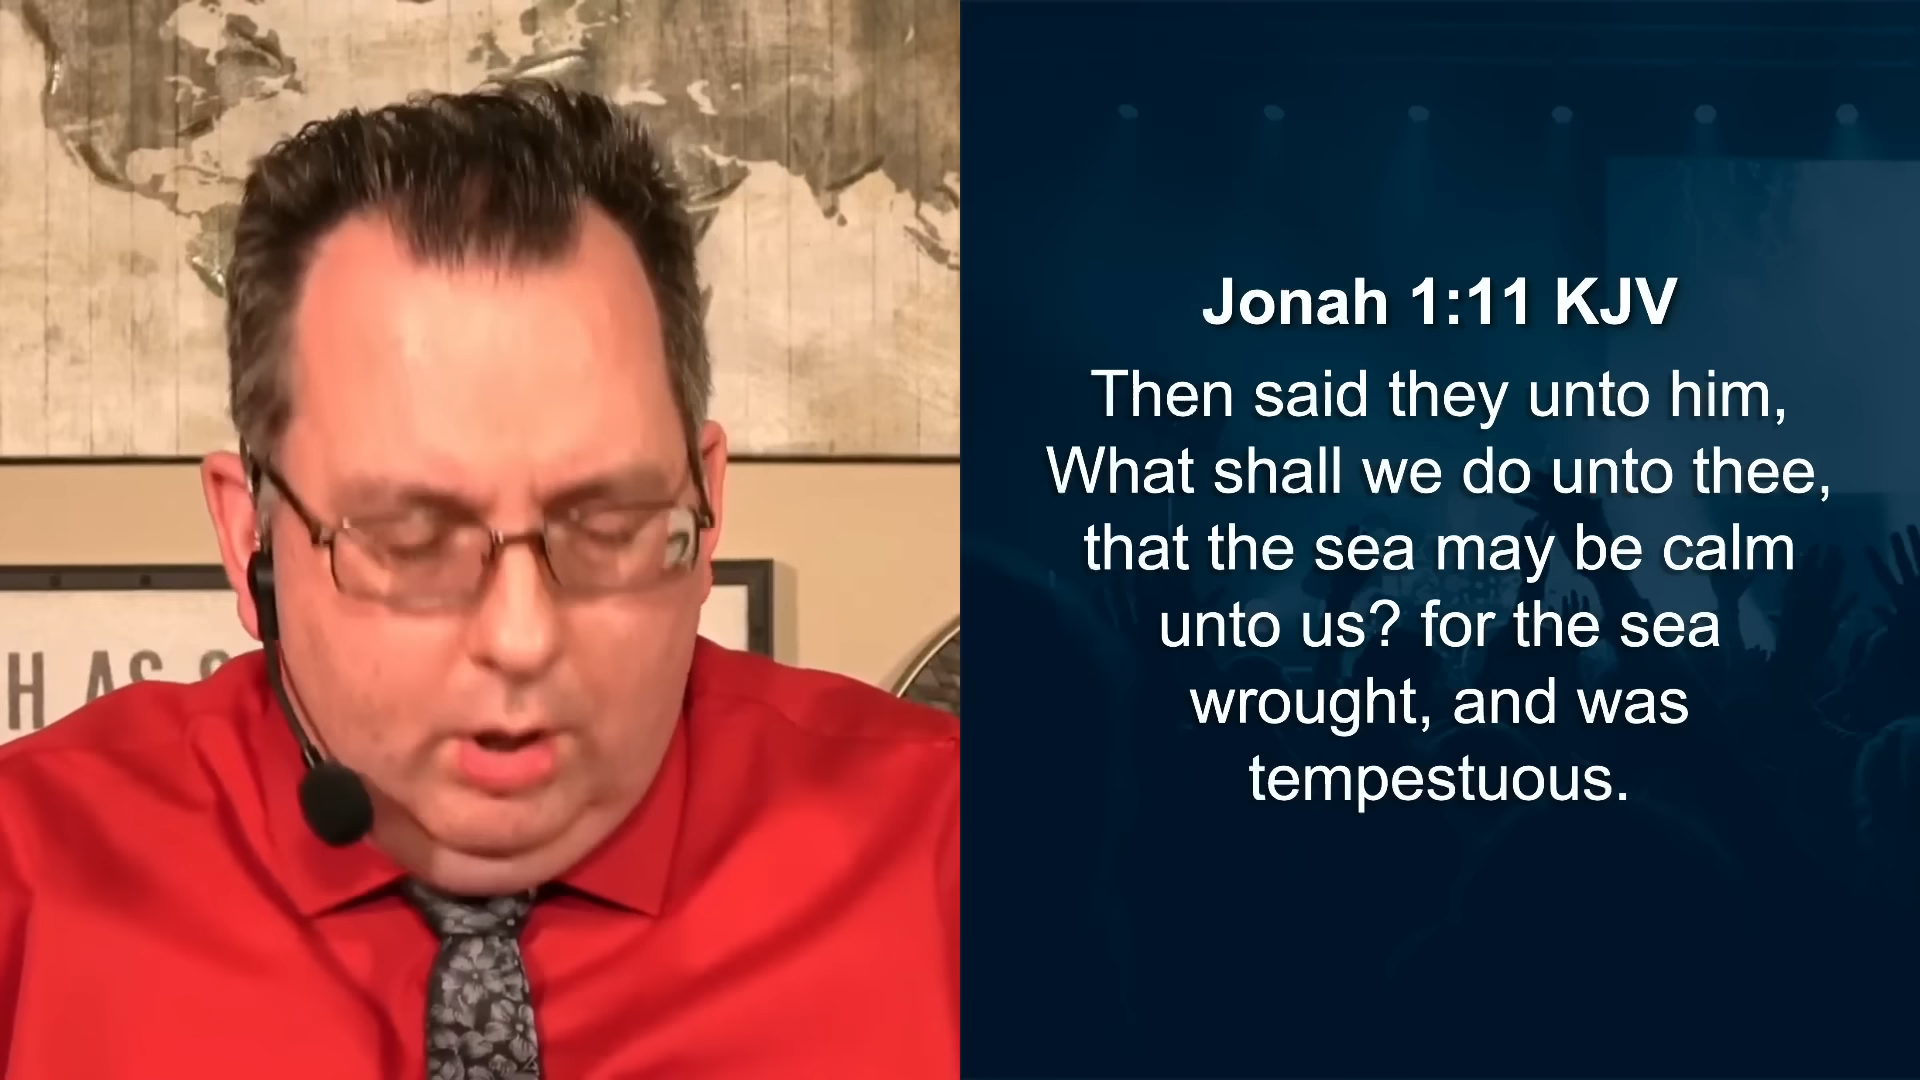 H AS
Jonah 1:11 KJV
Then said they unto him,
What shall we do unto thee,
that the sea may be calm
unto us? for the sea
wrought, and was
tempestuous.